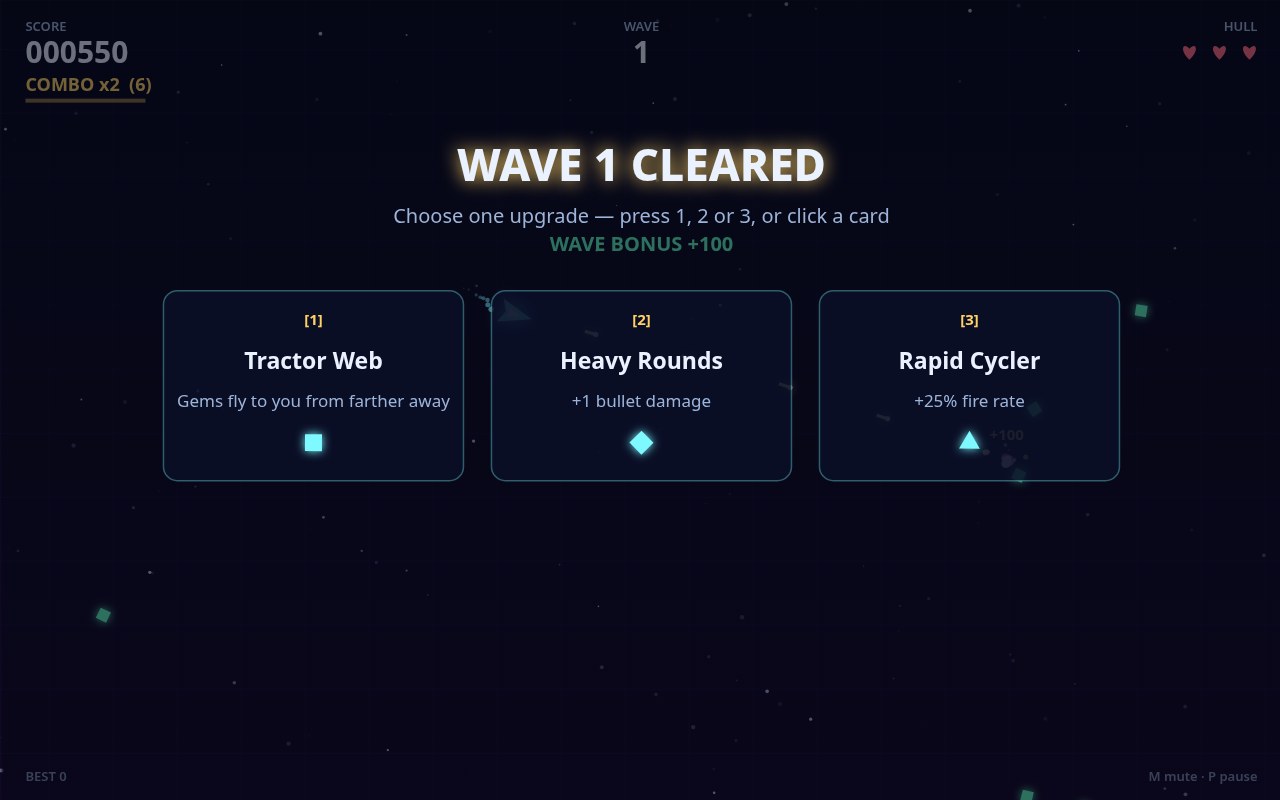 SCORE
000550
COMBO x2 (6)
WAVE
1
HULL
WAVE 1 CLEARED
Choose one upgrade — press 1, 2 or 3, or click a card
WAVE BONUS +100
[1]
Tractor Web
Gems fly to you from farther away
[2]
Heavy Rounds
+1 bullet damage
[3]
Rapid Cycler
+25% fire rate
+100
BEST 0
M mute · P pause